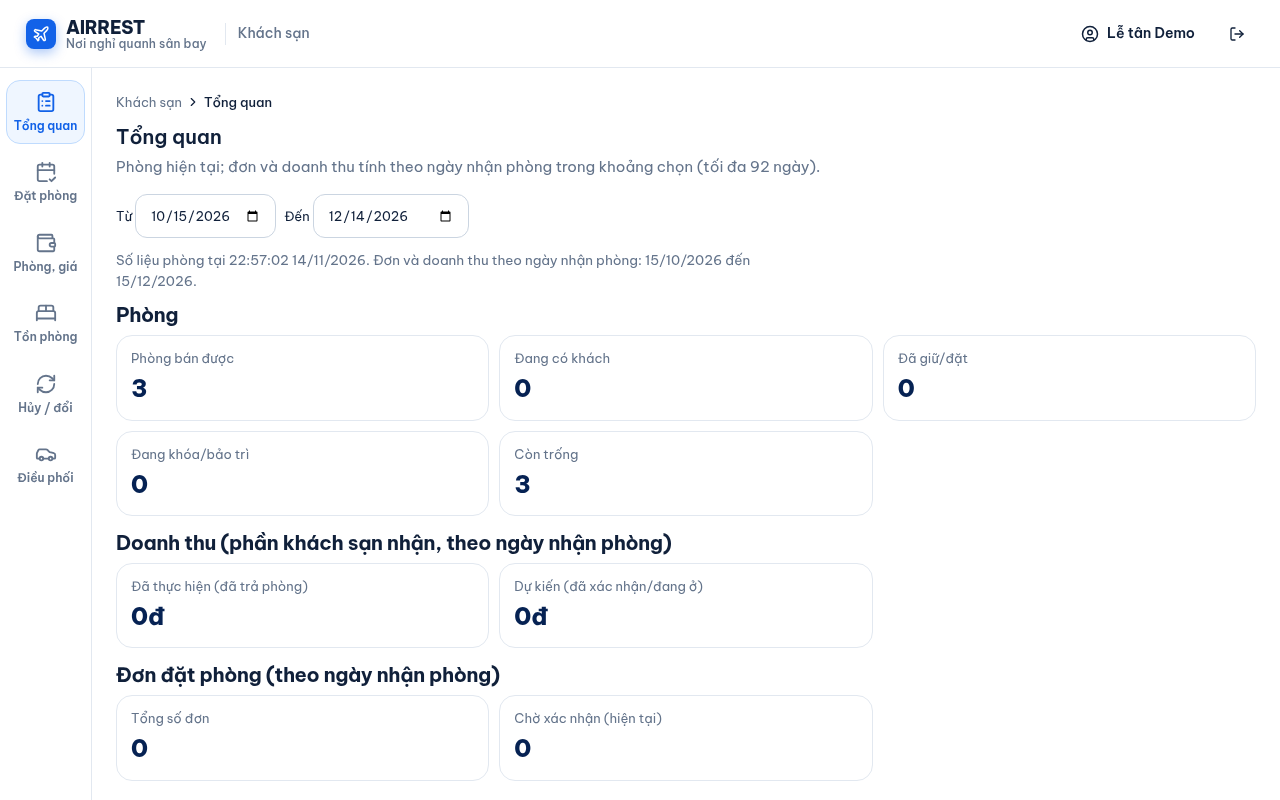 AIRREST
Nơi nghỉ quanh sân bay
Khách sạn
Lễ tân Demo
Tổng quan
Đặt phòng
Phòng, giá
Tồn phòng
Hủy / đổi
Điều phối
Khách sạn > Tổng quan
Tổng quan
Phòng hiện tại; đơn và doanh thu tính theo ngày nhận phòng trong khoảng chọn (tối đa 92 ngày).
Từ 10/15/2026 Đến 12/14/2026
Số liệu phòng tại 22:57:02 14/11/2026. Đơn và doanh thu theo ngày nhận phòng: 15/10/2026 đến
15/12/2026.
Phòng
Phòng bán được
3
Đang có khách
0
Đã giữ/đặt
0
Đang khóa/bảo trì
0
Còn trống
3
Doanh thu (phần khách sạn nhận, theo ngày nhận phòng)
Đã thực hiện (đã trả phòng)
0đ
Dự kiến (đã xác nhận/đang ở)
0đ
Đơn đặt phòng (theo ngày nhận phòng)
Tổng số đơn
0
Chờ xác nhận (hiện tại)
0